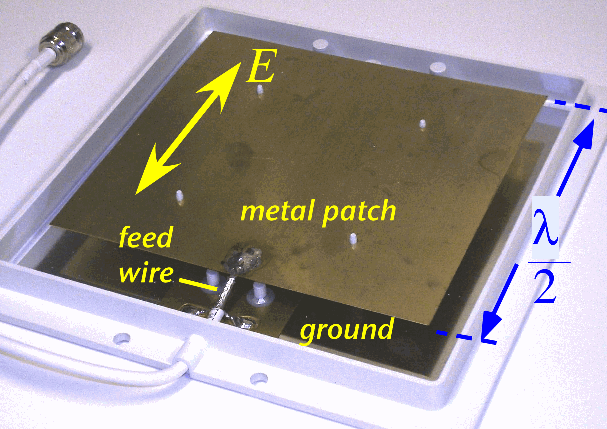 E
metal patch
feed
wire
ground
λ
2